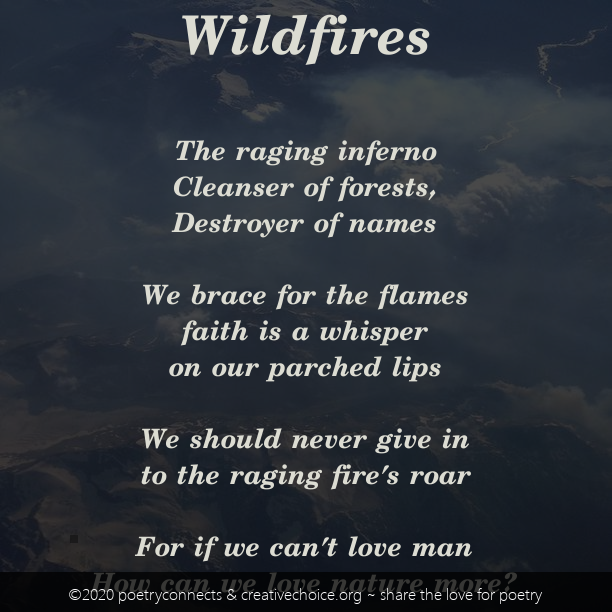 Wildfires
The raging inferno
Cleanser of forests,
Destroyer of names
We brace for the flames
faith is a whisper
on our parched lips
We should never give in
to the raging fire's roar
For if we can't love man
How can we love nature more?
©2020 poetryconnects & creativechoice.org ~ share the love for poetry